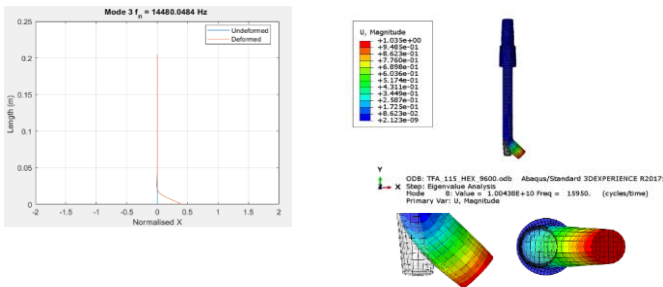 Mode 3 fn = 14480.0484 Hz
Undeformed
Deformed
Length (m)
0.25
0.2
0.15
0.1
0.05
0
-2
-1.5
-1
-0.5
0
0.5
1
1.5
2
Normalised X
U, Magnitude
+1.035e+00
+9.485e-01
+8.623e-01
+7.760e-01
+6.898e-01
+6.036e-01
+5.174e-01
+4.311e-01
+3.449e-01
+2.587e-01
+1.725e-01
+8.623e-02
+2.123e-09
Y
X
ODB: TFA_115_HEX_9600.odb Abaqus/Standard 3DEXPERIENCE R2017
Step: Eigenvalue Analysis
Mode 8: Value = 1.00438E+10 Freq = 15950. (cycles/time)
Primary Var: U, Magnitude